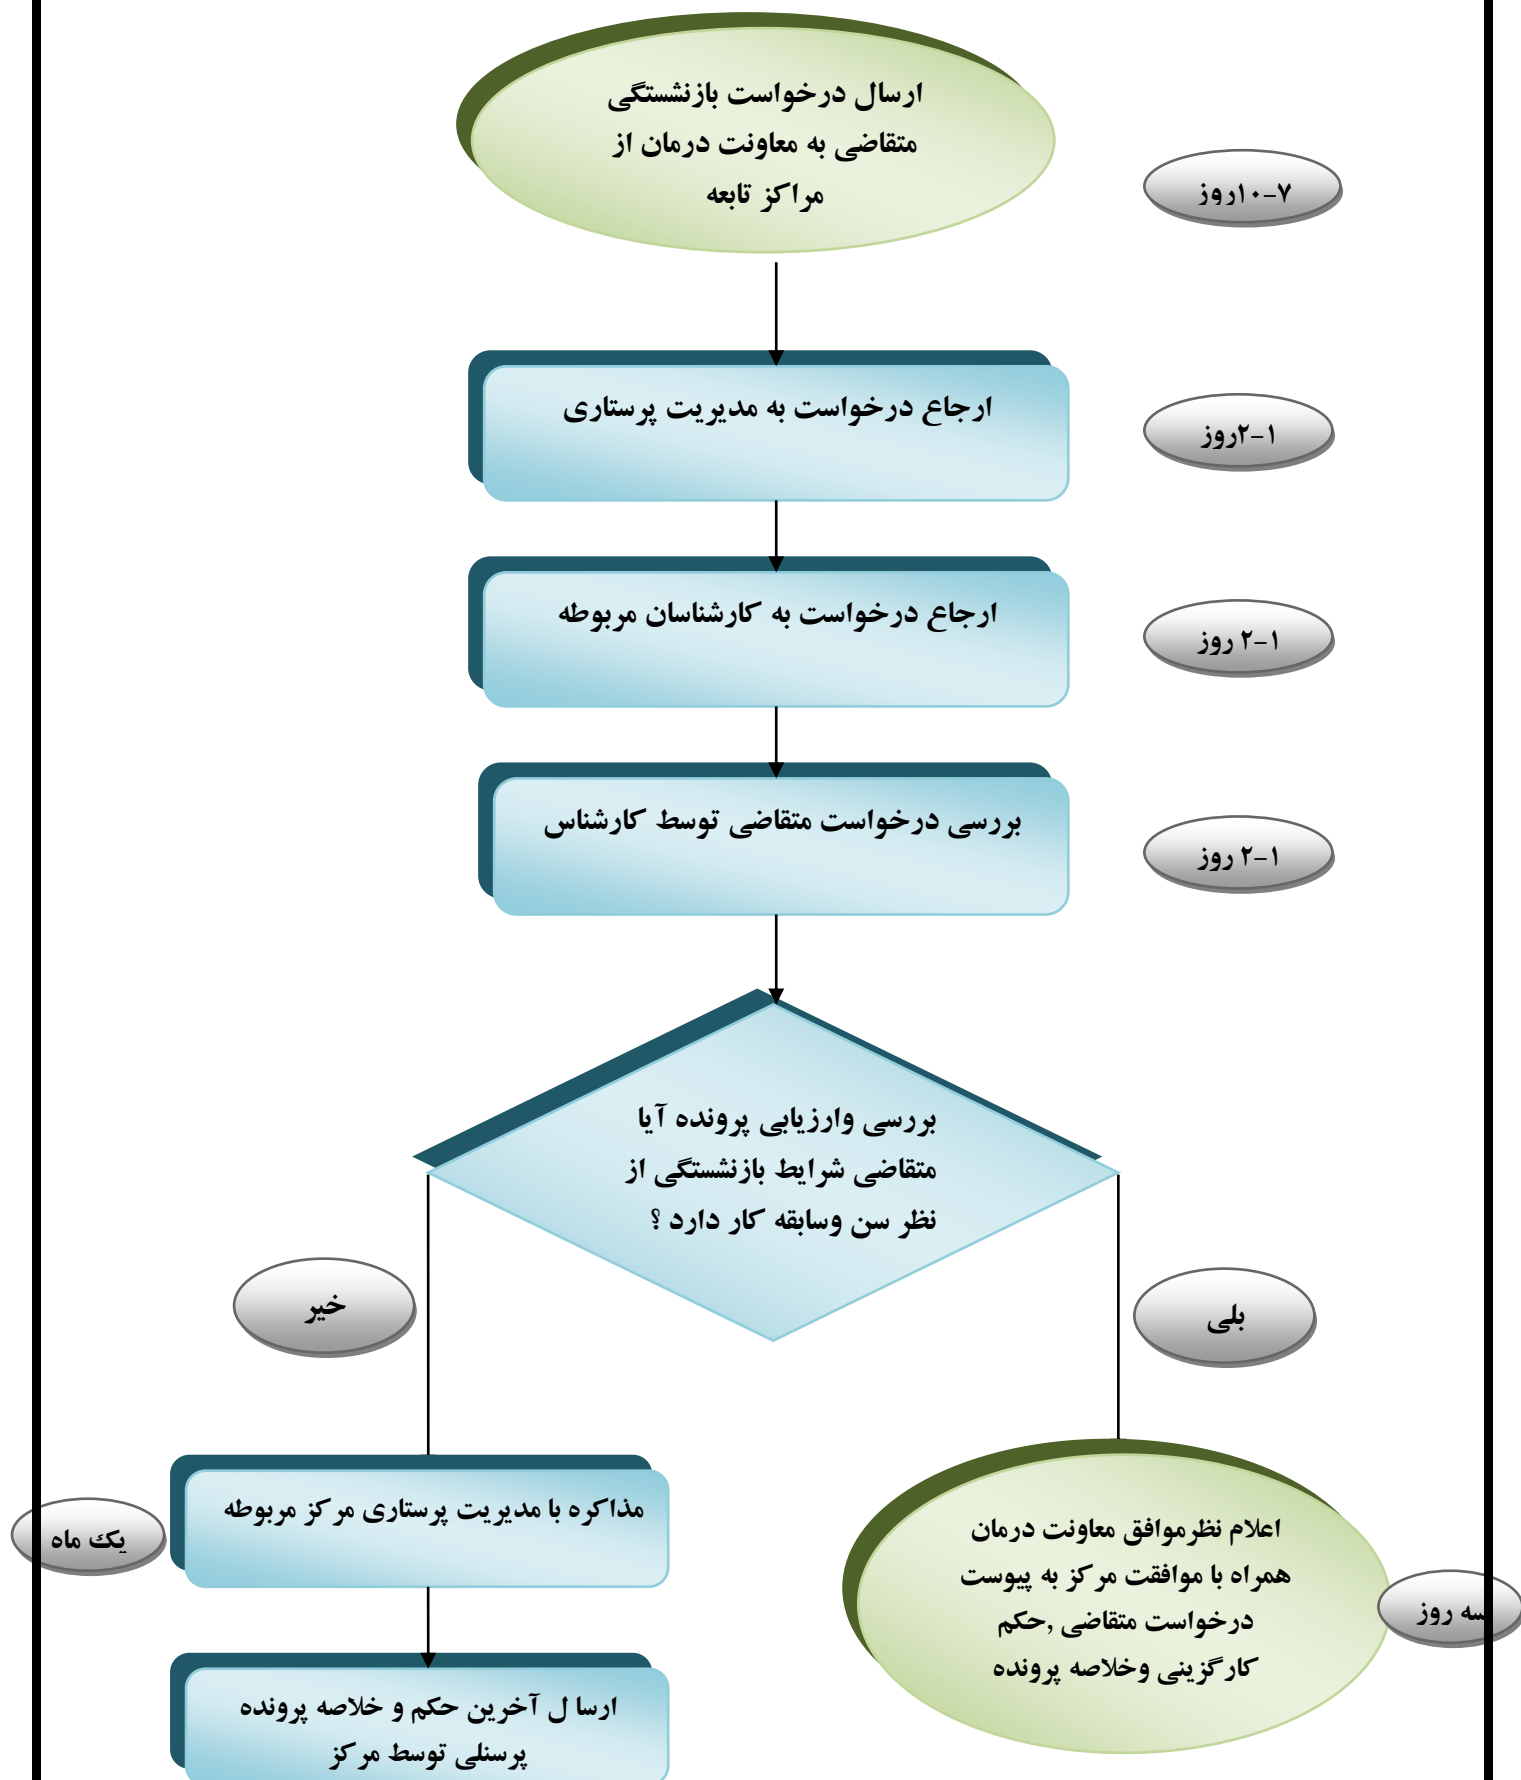 ارسال درخواست بازنشستگی
متقاضی به معاونت درمان از
مراکز تابعه
۷-۱۰روز
ارجاع درخواست به مدیریت پرستاری
۱-۲روز
ارجاع درخواست به کارشناسان مربوطه
۱-۲ روز
بررسی درخواست متقاضی توسط کارشناس
۱-۲ روز
بررسی وارزیابی پرونده آیا
متقاضی شرایط بازنشستگی از
نظر سن وسابقه کار دارد ؟
بلی
خیر
اعلام نظرموافق معاونت درمان
همراه با موافقت مرکز به پیوست
درخواست متقاضی ,حکم
کارگزینی وخلاصه پرونده
سه روز
مذاکره با مدیریت پرستاری مرکز مربوطه
یک ماه
ارسا ل آخرین حکم و خلاصه پرونده
پرسنلی توسط مرکز